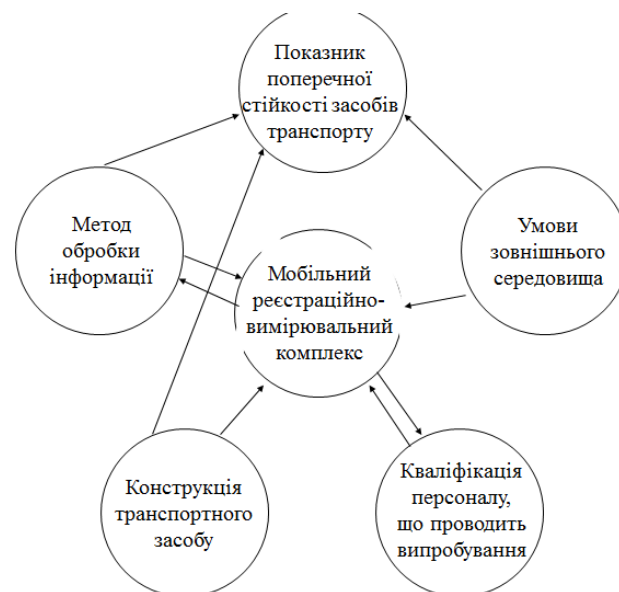 Показник
поперечної
стійкості засобів
транспорту
Метод
обробки
інформації
Умови
зовнішнього
середовища
Мобільний
реєстраційно-
вимірювальний
комплекс
Конструкція
транспортного
засобу
Кваліфікація
персоналу,
що проводить
випробування